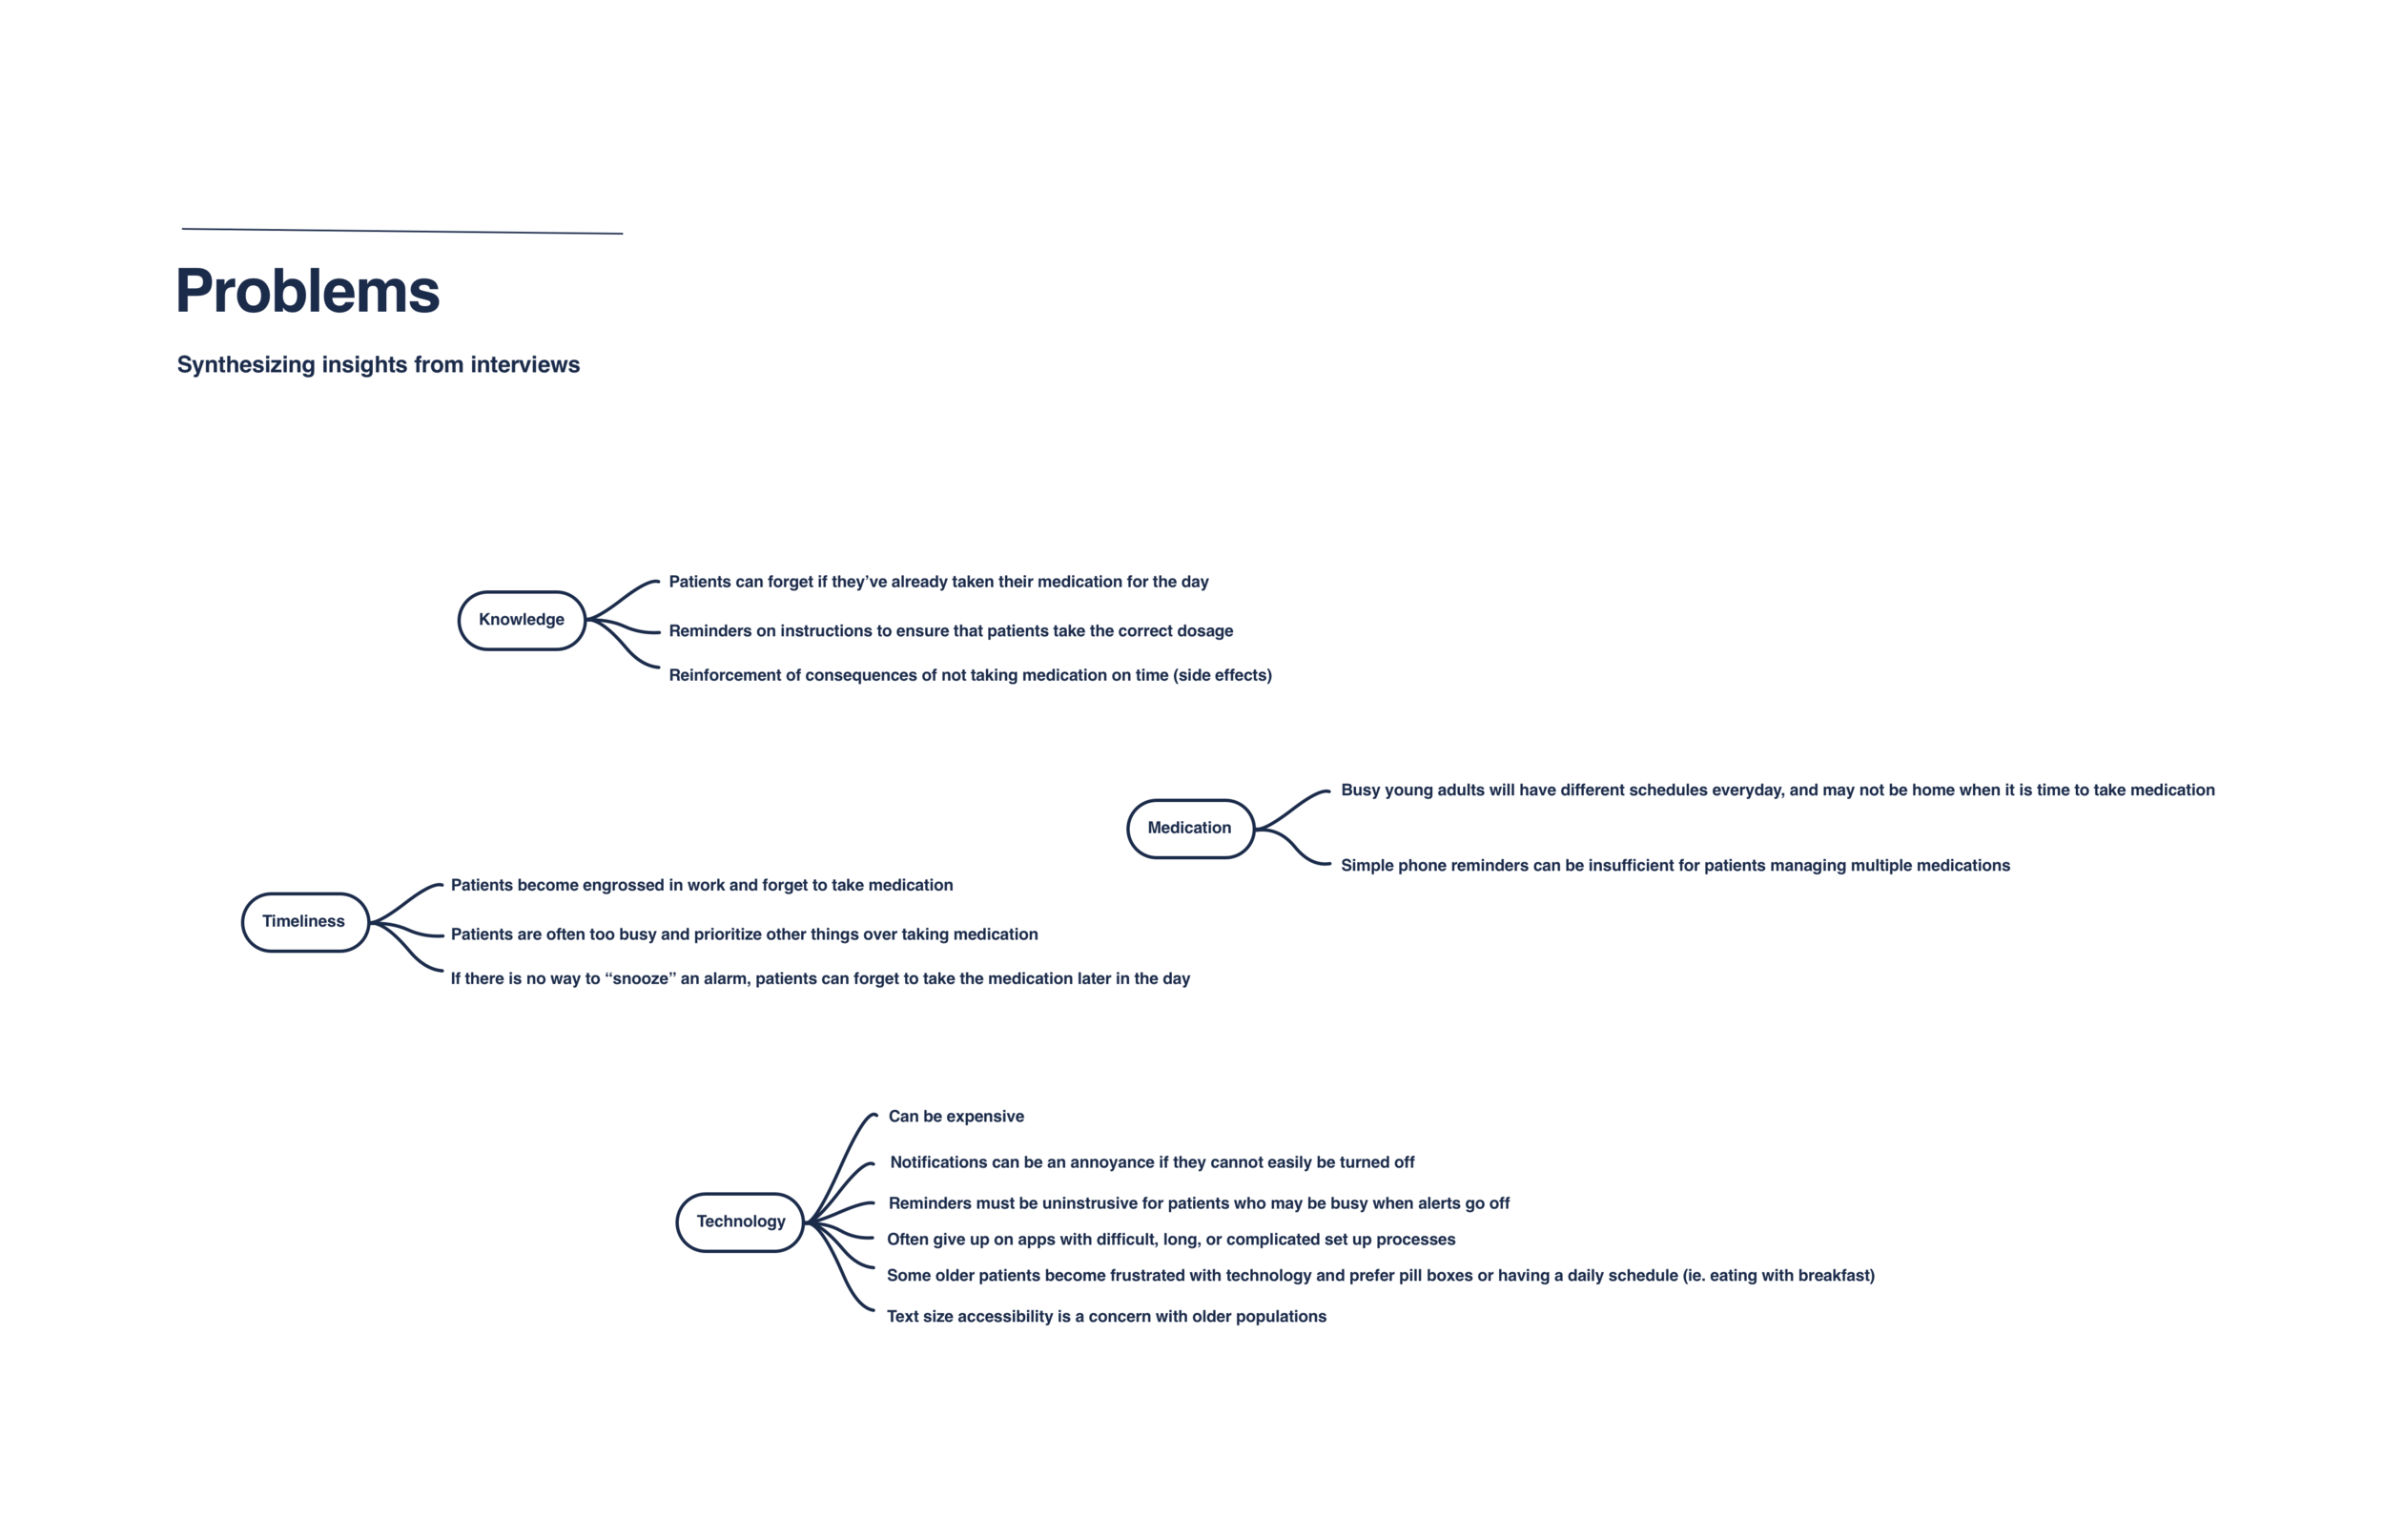 Problems
Synthesizing insights from interviews
Knowledge
Patients can forget if they’ve already taken their medication for the day
Reminders on instructions to ensure that patients take the correct dosage
Reinforcement of consequences of not taking medication on time (side effects)
Medication
Busy young adults will have different schedules everyday, and may not be home when it is time to take medication
Simple phone reminders can be insufficient for patients managing multiple medications
Timeliness
Patients become engrossed in work and forget to take medication
Patients are often too busy and prioritize other things over taking medication
If there is no way to “snooze” an alarm, patients can forget to take the medication later in the day
Technology
Can be expensive
Notifications can be an annoyance if they cannot easily be turned off
Reminders must be uninstrusive for patients who may be busy when alerts go off
Often give up on apps with difficult, long, or complicated set up processes
Some older patients become frustrated with technology and prefer pill boxes or having a daily schedule (ie. eating with breakfast)
Text size accessibility is a concern with older populations